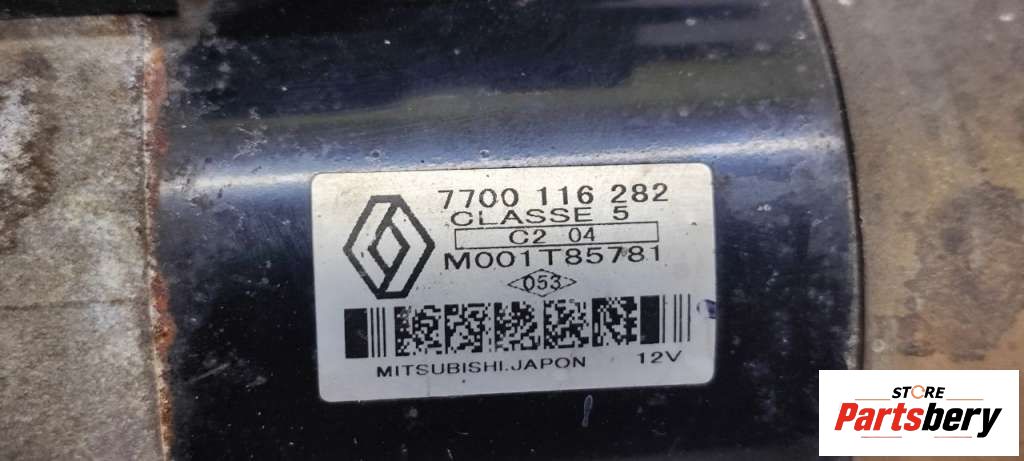 7700 116 282
CLASSE 5
C2 04
M001T85781
053
MITSUBISHI.JAPON 12V
STORE
Partsbery